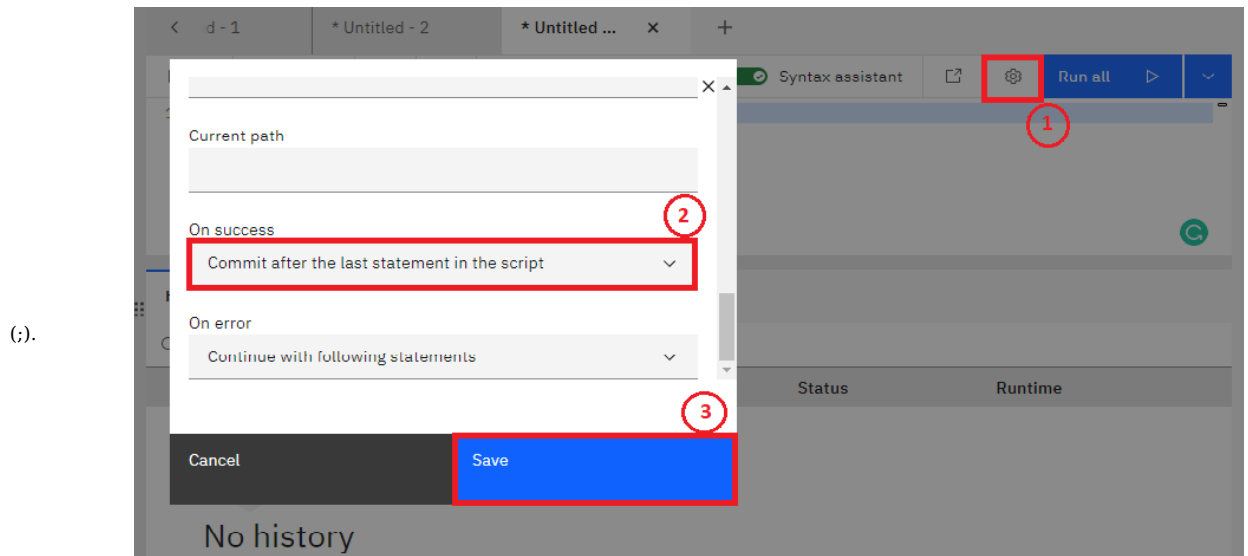 d - 1
* Untitled - 2
* Untitled ...
Syntax assistant
Run all
1
Current path
2
On success
Commit after the last statement in the script
On error
(;).
Continue with following statements
Status
Runtime
3
Cancel
Save
No history